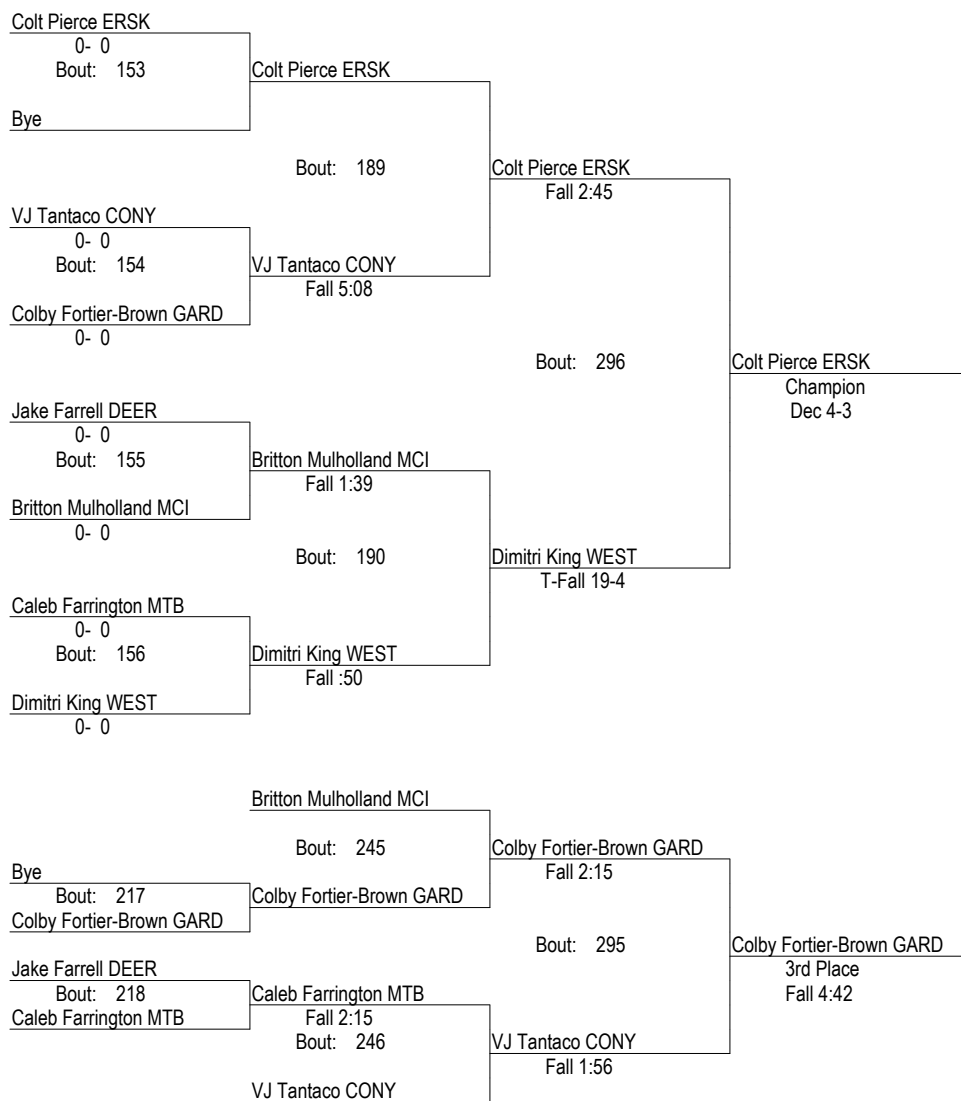 Colt Pierce ERSK
0- 0
Bout: 153
Colt Pierce ERSK
Bye
Bout: 189
Colt Pierce ERSK
Fall 2:45
VJ Tantaco CONY
0- 0
Bout: 154
VJ Tantaco CONY
Fall 5:08
Colby Fortier-Brown GARD
0- 0
Bout: 296
Colt Pierce ERSK
Champion
Dec 4-3
Jake Farrell DEER
0- 0
Bout: 155
Britton Mulholland MCI
Fall 1:39
Britton Mulholland MCI
0- 0
Bout: 190
Dimitri King WEST
T-Fall 19-4
Caleb Farrington MTB
0- 0
Bout: 156
Dimitri King WEST
Fall :50
Dimitri King WEST
0- 0
Britton Mulholland MCI
Bout: 245
Colby Fortier-Brown GARD
Fall 2:15
Bye
Bout: 217
Colby Fortier-Brown GARD
Colby Fortier-Brown GARD
Bout: 295
Colby Fortier-Brown GARD
3rd Place
Fall 4:42
Jake Farrell DEER
Bout: 218
Caleb Farrington MTB
Caleb Farrington MTB
Fall 2:15
Bout: 246
VJ Tantaco CONY
Fall 1:56
VJ Tantaco CONY